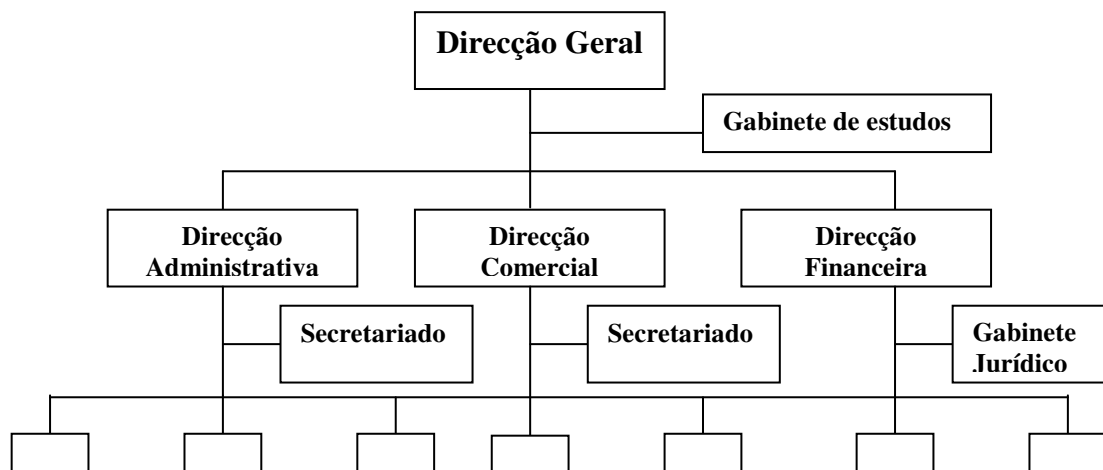 Direcção Geral
Gabinete de estudos
Direcção
Administrativa
Direcção
Comercial
Direcção
Financeira
Secretariado
Secretariado
Gabinete
Jurídico